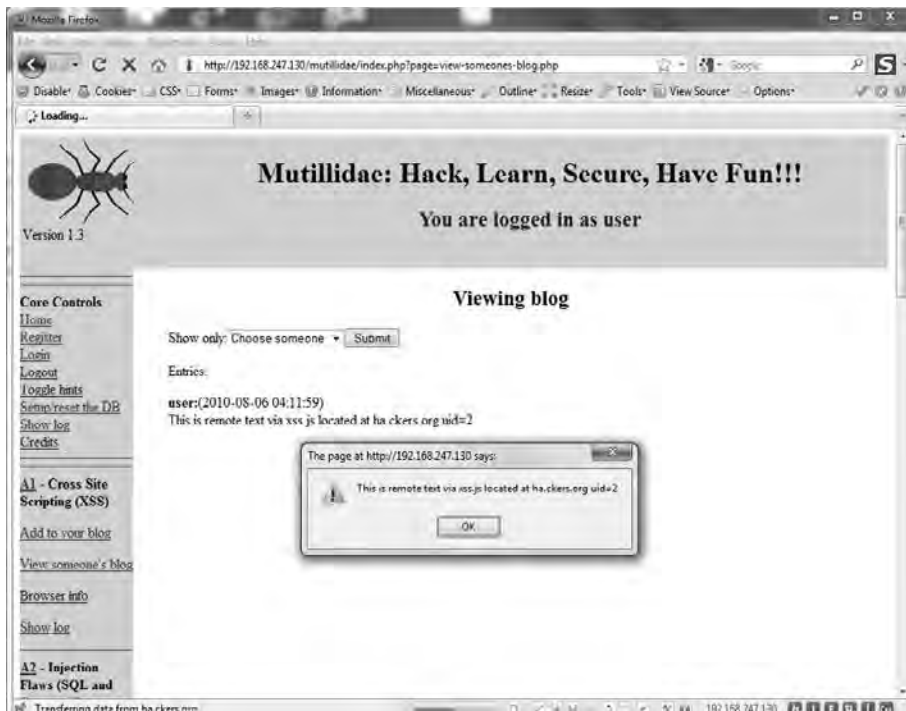 Mozilla Firefox
http://192.168.247.130/mutillidae/index.php?page=view-someones-blog.php
Google
Disable Cookies CSS Forms Images Information Miscellaneous Outline Resize Tools View Source Options
Loading...
Mutillidae: Hack, Learn, Secure, Have Fun!!!
You are logged in as user
Version 1.3
Core Controls
Home
Register
Login
Logout
Toggle hints
Setup/reset the DB
Show log
Credits
A1 - Cross Site
Scripting (XSS)
Add to your blog
View someone's blog
Browser info
Show log
A2 - Injection
Flaws (SQL and
Viewing blog
Show only: Choose someone Submit
Entries:
user:(2010-08-06 04:11:59)
This is remote text via xss.js located at ha.ckers.org uid=2
The page at http://192.168.247.130 says:
This is remote text via xss.js located at ha.ckers.org uid=2
OK
Transferring data from ha.ckers.org
192.168.247.130